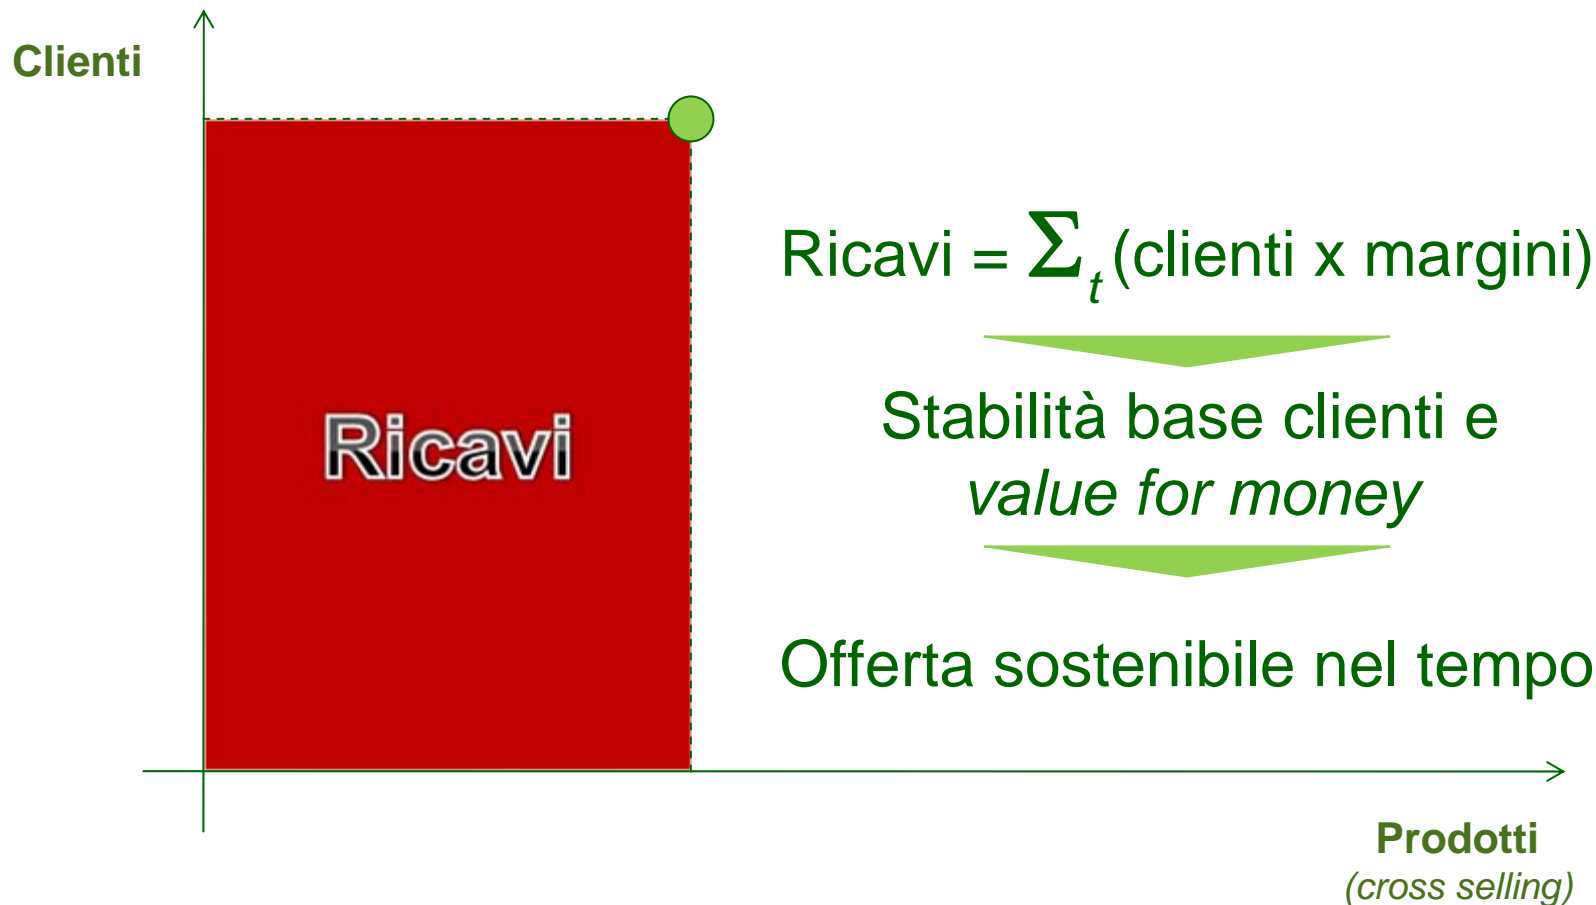 Clienti
Ricavi
Ricavi = Σt(clienti x margini)
Stabilità base clienti e
value for money
Offerta sostenibile nel tempo
Prodotti
(cross selling)